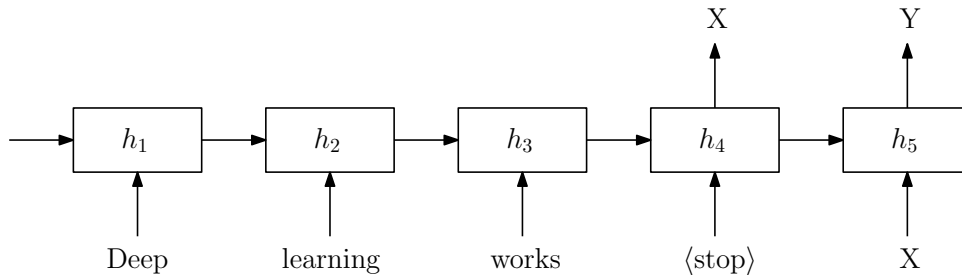 X Y
h₁ h₂ h₃ h₄ h₅
Deep learning works ⟨stop⟩ X